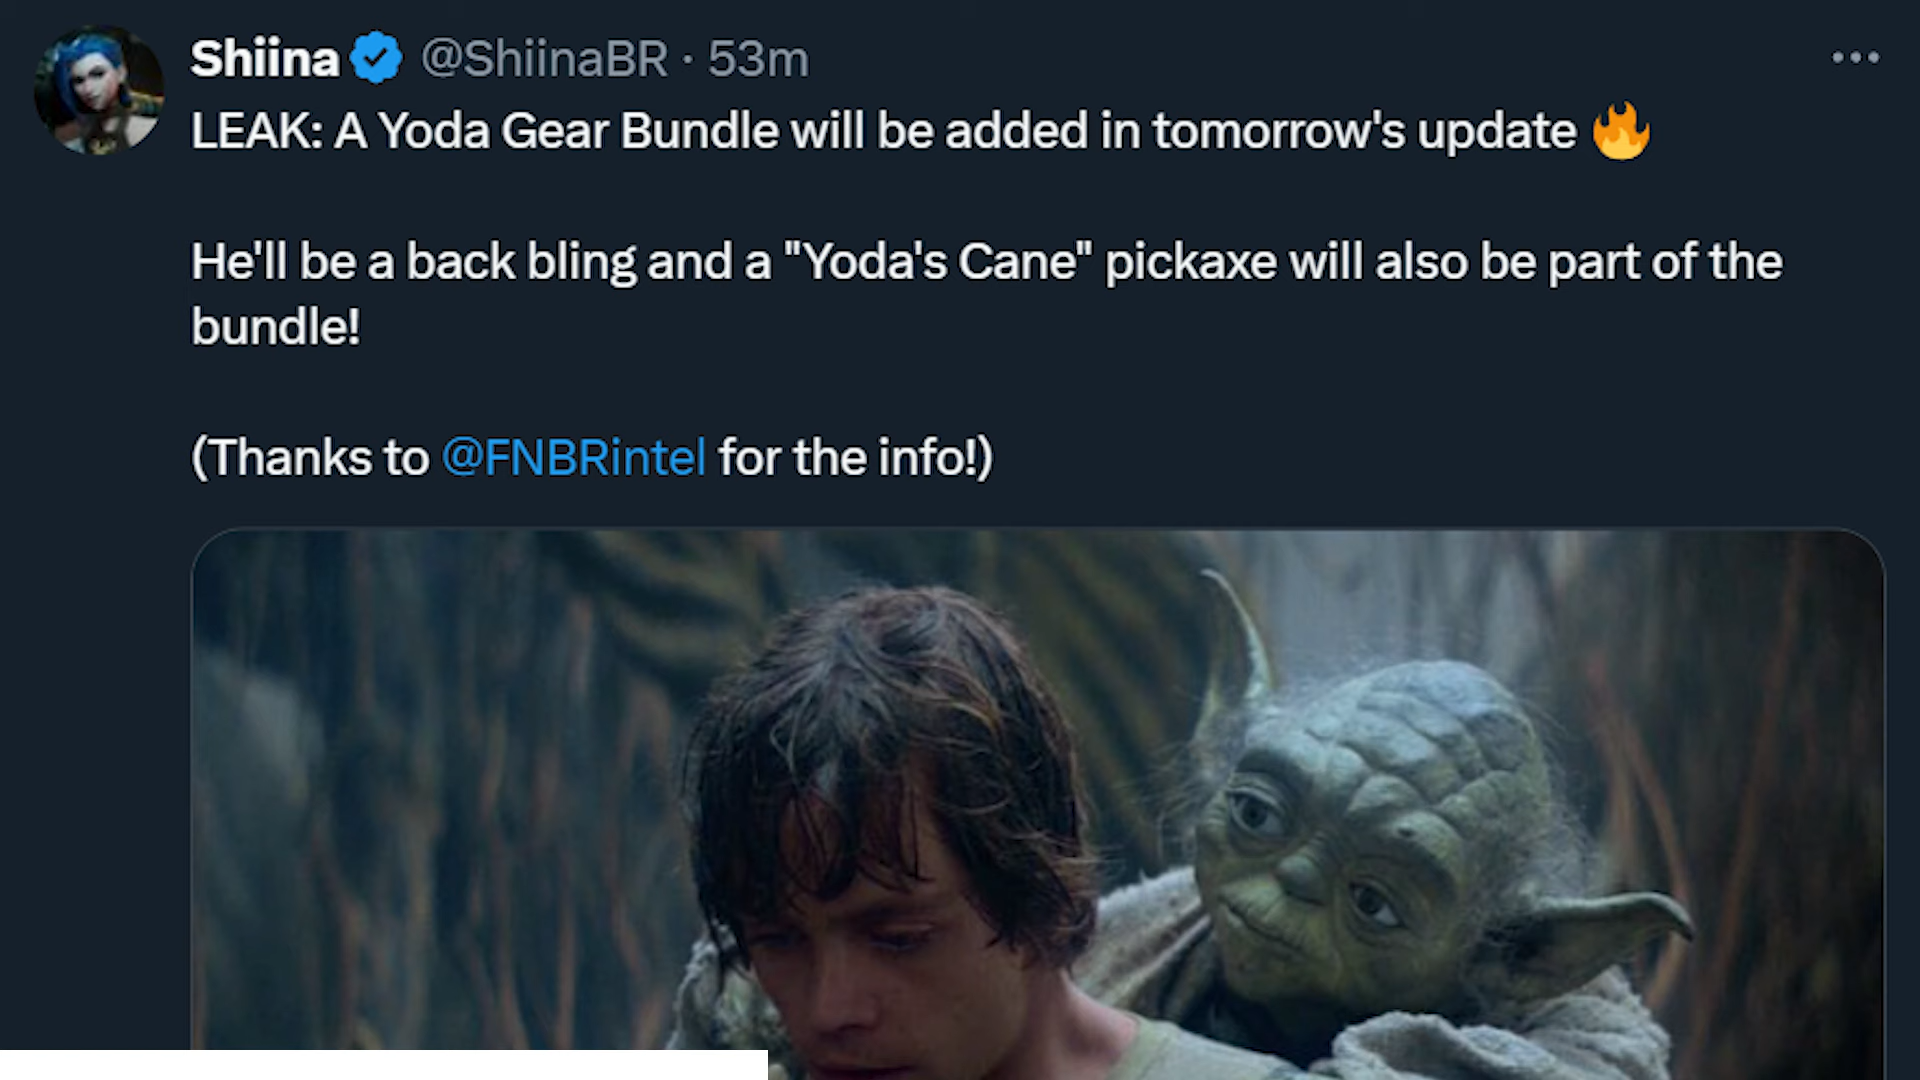 Shiina @ShiinaBR · 53m
LEAK: A Yoda Gear Bundle will be added in tomorrow's update 🔥
He'll be a back bling and a "Yoda's Cane" pickaxe will also be part of the
bundle!
(Thanks to @FNBRintel for the info!)